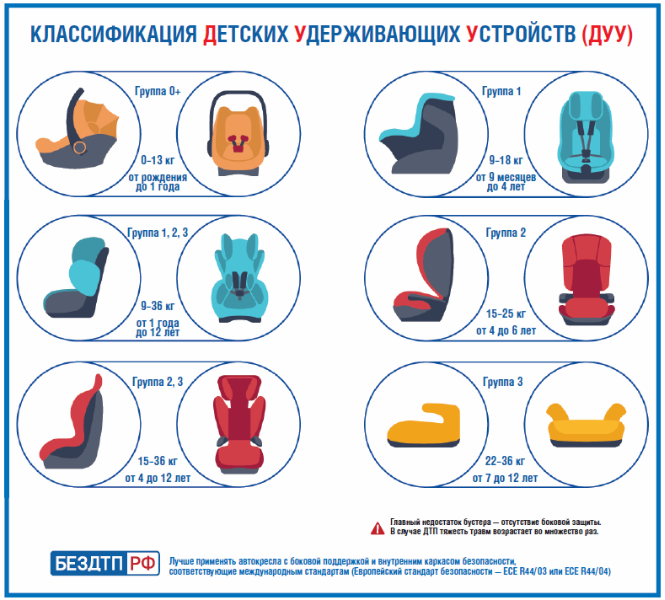 КЛАССИФИКАЦИЯ ДЕТСКИХ УДЕРЖИВАЮЩИХ УСТРОЙСТВ (ДУУ)
Группа 0+
0–13 кг
от рождения
до 1 года
Группа 1
9–18 кг
от 9 месяцев
до 4 лет
Группа 1, 2, 3
9–36 кг
от 1 года
до 12 лет
Группа 2
15–25 кг
от 4 до 6 лет
Группа 2, 3
15–36 кг
от 4 до 12 лет
Группа 3
22–36 кг
от 7 до 12 лет
Главный недостаток бустера — отсутствие боковой защиты.
В случае ДТП тяжесть травм возрастает во множество раз.
БЕЗДТП РФ
Лучше применять автокресла с боковой поддержкой и внутренним каркасом безопасности,
соответствующие международным стандартам (Европейский стандарт безопасности — ECE R44/03 или ECE R44/04)